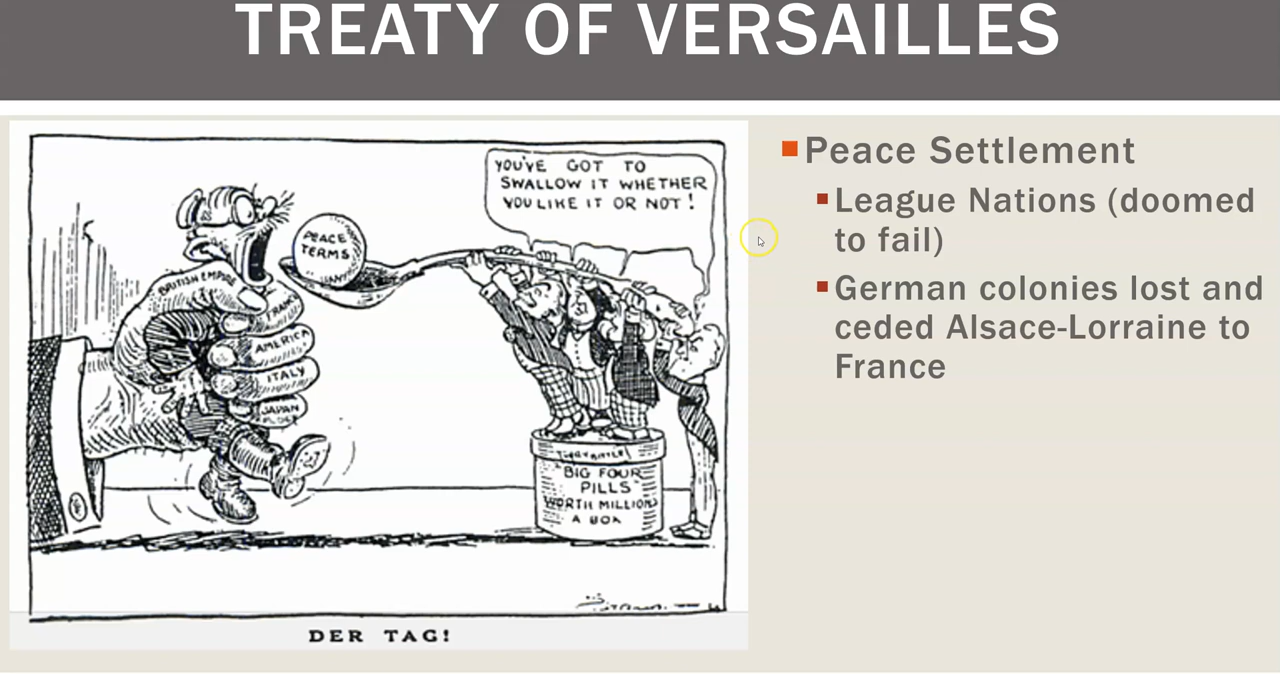 TREATY OF VERSAILLES
YOU'VE GOT TO
SWALLOW IT WHETHER
YOU LIKE IT OR NOT!
PEACE
TERMS
BRITISH EMPIRE
FRANCE
AMERICA
ITALY
JAPAN
"BIG FOUR
PILLS"
WORTH MILLIONS
A BOX
DER TAG!
Peace Settlement
League Nations (doomed
to fail)
German colonies lost and
ceded Alsace-Lorraine to
France